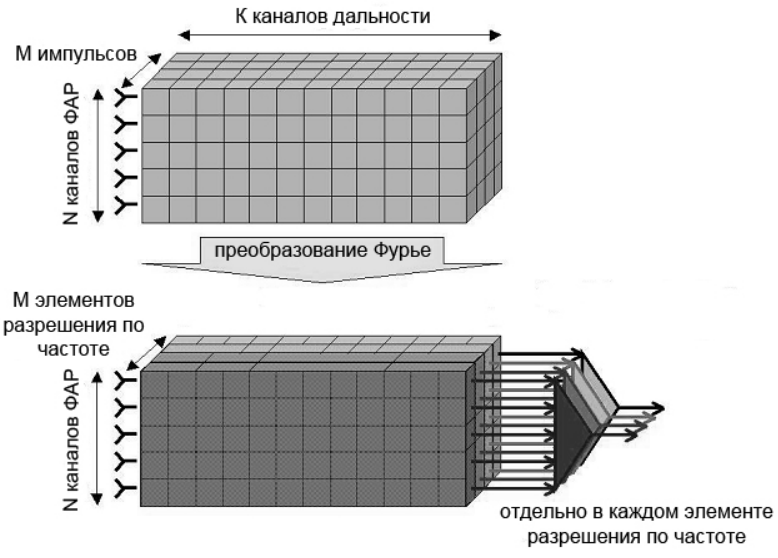 К каналов дальности
М импульсов
N каналов ФАР
преобразование Фурье
М элементов
разрешения по
частоте
N каналов ФАР
отдельно в каждом элементе
разрешения по частоте